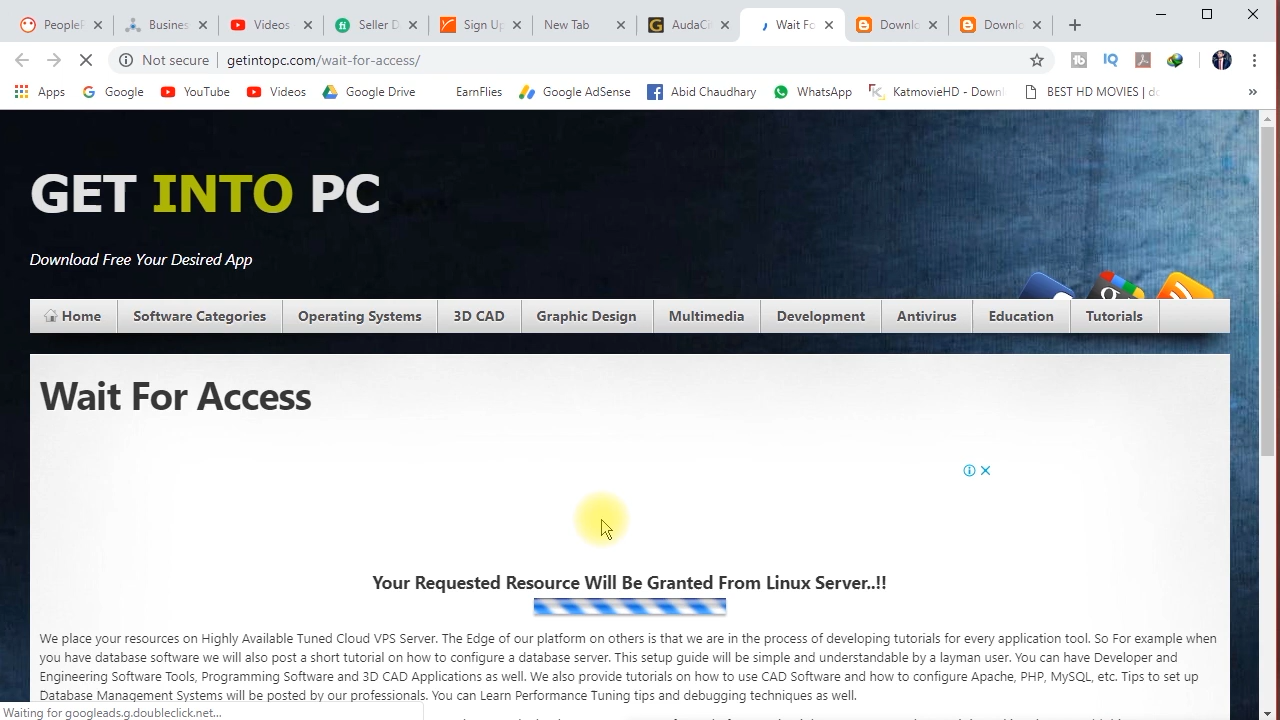 PeopleP
Busines
Videos
Seller D
Sign Up
New Tab
AudaCi
Wait Fo
Downlo
Downlo
Not secure
getintopc.com/wait-for-access/
Apps
Google
YouTube
Videos
Google Drive
EarnFlies
Google AdSense
Abid Chaudhary
WhatsApp
KatmovieHD - Downl
BEST HD MOVIES | d
GET INTO PC
Download Free Your Desired App
Home
Software Categories
Operating Systems
3D CAD
Graphic Design
Multimedia
Development
Antivirus
Education
Tutorials
Wait For Access
Your Requested Resource Will Be Granted From Linux Server..!!
We place your resources on Highly Available Tuned Cloud VPS Server. The Edge of our platform on others is that we are in the process of developing tutorials for every application tool. So For example when
you have database software we will also post a short tutorial on how to configure a database server. This setup guide will be simple and understandable by a layman user. You can have Developer and
Engineering Software Tools, Programming Software and 3D CAD Applications as well. We also provide tutorials on how to use CAD Software and how to configure Apache, PHP, MySQL, etc. Tips to set up
Database Management Systems will be posted by our professionals. You can Learn Performance Tuning tips and debugging techniques as well.
Waiting for googleads.g.doubleclick.net...